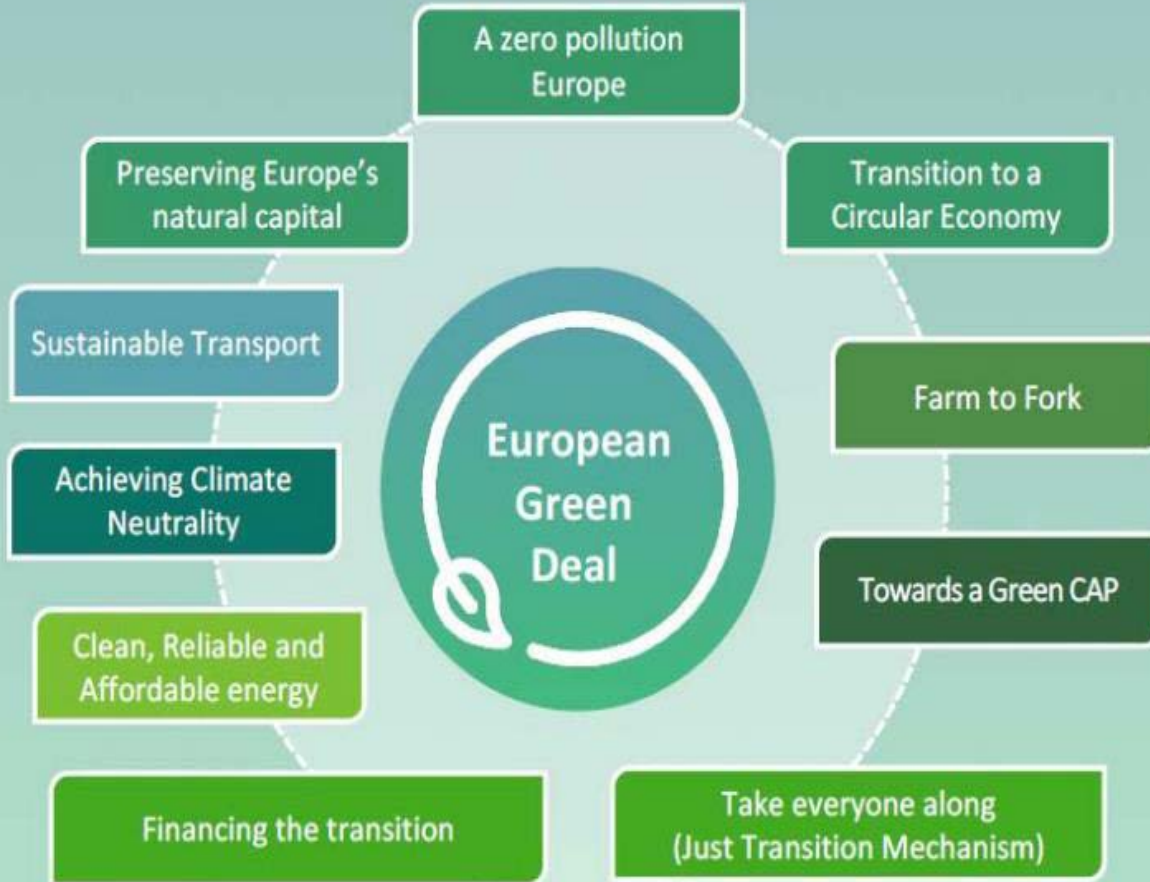 A zero pollution
Europe
Preserving Europe's
natural capital
Transition to a
Circular Economy
Sustainable Transport
Farm to Fork
European
Green
Deal
Achieving Climate
Neutrality
Towards a Green CAP
Clean, Reliable and
Affordable energy
Financing the transition
Take everyone along
(Just Transition Mechanism)